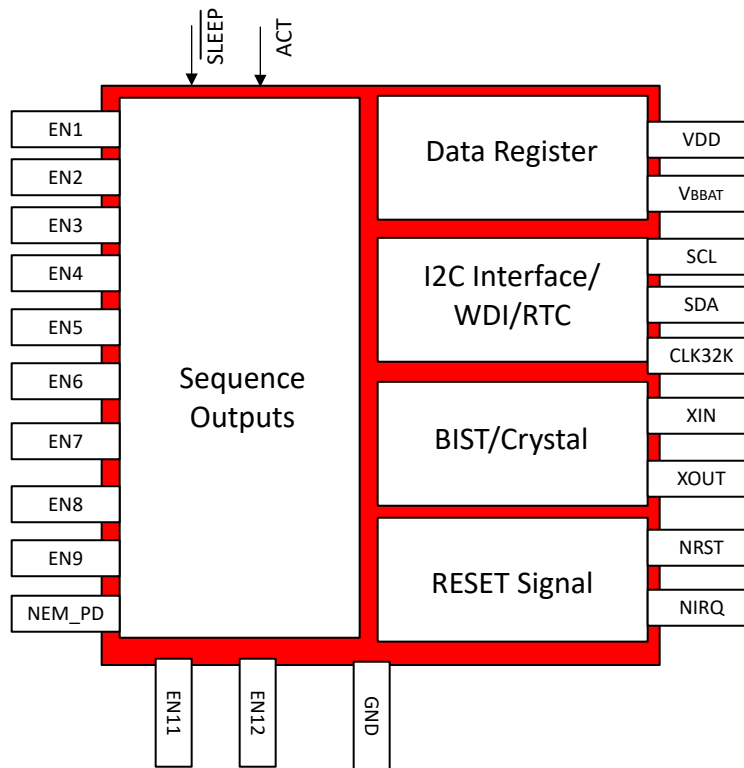 SLEEP
ACT
EN1
EN2
EN3
EN4
EN5
EN6
EN7
EN8
EN9
NEM_PD
Sequence
Outputs
Data Register
I2C Interface/
WDI/RTC
BIST/Crystal
RESET Signal
VDD
VBBAT
SCL
SDA
CLK32K
XIN
XOUT
NRST
NIRQ
EN11
EN12
GND